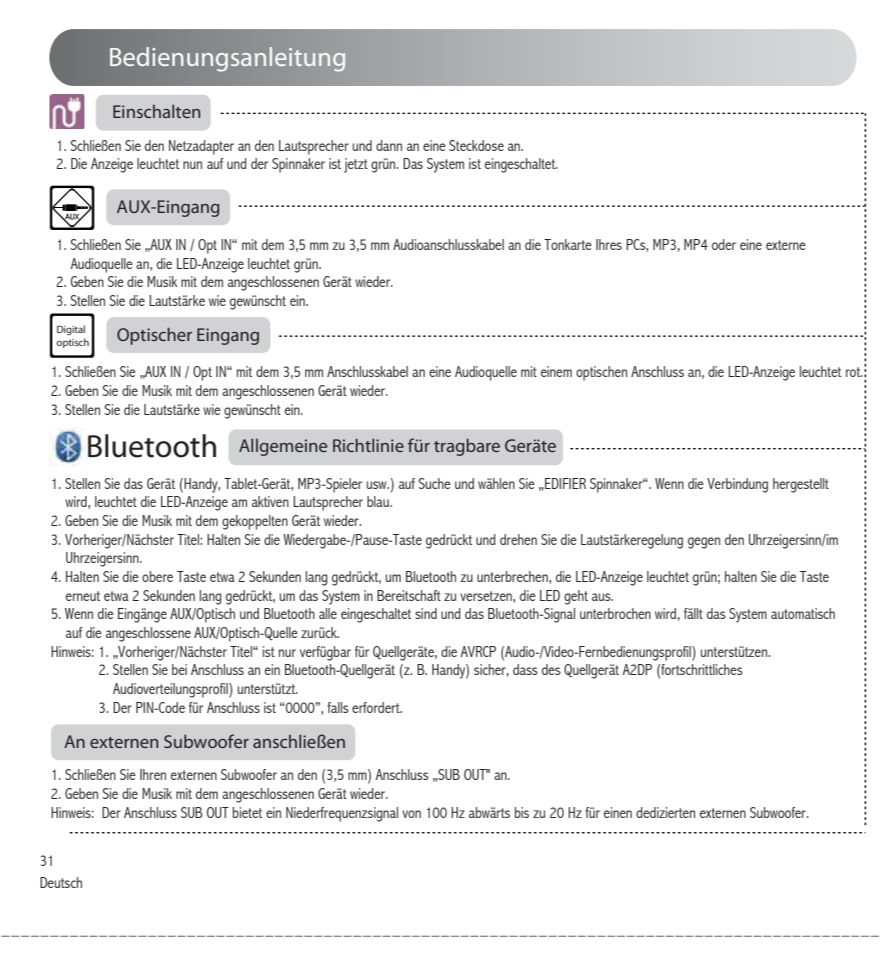 Bedienungsanleitung
Einschalten
1. Schließen Sie den Netzadapter an den Lautsprecher und dann an eine Steckdose an.
2. Die Anzeige leuchtet nun auf und der Spinnaker ist jetzt grün. Das System ist eingeschaltet.
AUX
AUX-Eingang
1. Schließen Sie „AUX IN / Opt IN“ mit dem 3,5 mm zu 3,5 mm Audioanschlusskabel an die Tonkarte Ihres PCs, MP3, MP4 oder eine externe
Audioquelle an, die LED-Anzeige leuchtet grün.
2. Geben Sie die Musik mit dem angeschlossenen Gerät wieder.
3. Stellen Sie die Lautstärke wie gewünscht ein.
Digital
optisch
Optischer Eingang
1. Schließen Sie „AUX IN / Opt IN“ mit dem 3,5 mm Anschlusskabel an eine Audioquelle mit einem optischen Anschluss an, die LED-Anzeige leuchtet rot.
2. Geben Sie die Musik mit dem angeschlossenen Gerät wieder.
3. Stellen Sie die Lautstärke wie gewünscht ein.
Bluetooth Allgemeine Richtlinie für tragbare Geräte
1. Stellen Sie das Gerät (Handy, Tablet-Gerät, MP3-Spieler usw.) auf Suche und wählen Sie „EDIFIER Spinnaker“. Wenn die Verbindung hergestellt
wird, leuchtet die LED-Anzeige am aktiven Lautsprecher blau.
2. Geben Sie die Musik mit dem gekoppelten Gerät wieder.
3. Vorheriger/Nächster Titel: Halten Sie die Wiedergabe-/Pause-Taste gedrückt und drehen Sie die Lautstärkeregelung gegen den Uhrzeigersinn/im
Uhrzeigersinn.
4. Halten Sie die obere Taste etwa 2 Sekunden lang gedrückt, um Bluetooth zu unterbrechen, die LED-Anzeige leuchtet grün; halten Sie die Taste
erneut etwa 2 Sekunden lang gedrückt, um das System in Bereitschaft zu versetzen, die LED geht aus.
5. Wenn die Eingänge AUX/Optisch und Bluetooth alle eingeschaltet sind und das Bluetooth-Signal unterbrochen wird, fällt das System automatisch
auf die angeschlossene AUX/Optisch-Quelle zurück.
Hinweis: 1. „Vorheriger/Nächster Titel“ ist nur verfügbar für Quellgeräte, die AVRCP (Audio-/Video-Fernbedienungsprofil) unterstützen.
2. Stellen Sie bei Anschluss an ein Bluetooth-Quellgerät (z. B. Handy) sicher, dass des Quellgerät A2DP (fortschrittliches
Audioverteilungsprofil) unterstützt.
3. Der PIN-Code für Anschluss ist “0000”, falls erfordert.
An externen Subwoofer anschließen
1. Schließen Sie Ihren externen Subwoofer an den (3,5 mm) Anschluss „SUB OUT” an.
2. Geben Sie die Musik mit dem angeschlossenen Gerät wieder.
Hinweis: Der Anschluss SUB OUT bietet ein Niederfrequenzsignal von 100 Hz abwärts bis zu 20 Hz für einen dedizierten externen Subwoofer.
31
Deutsch